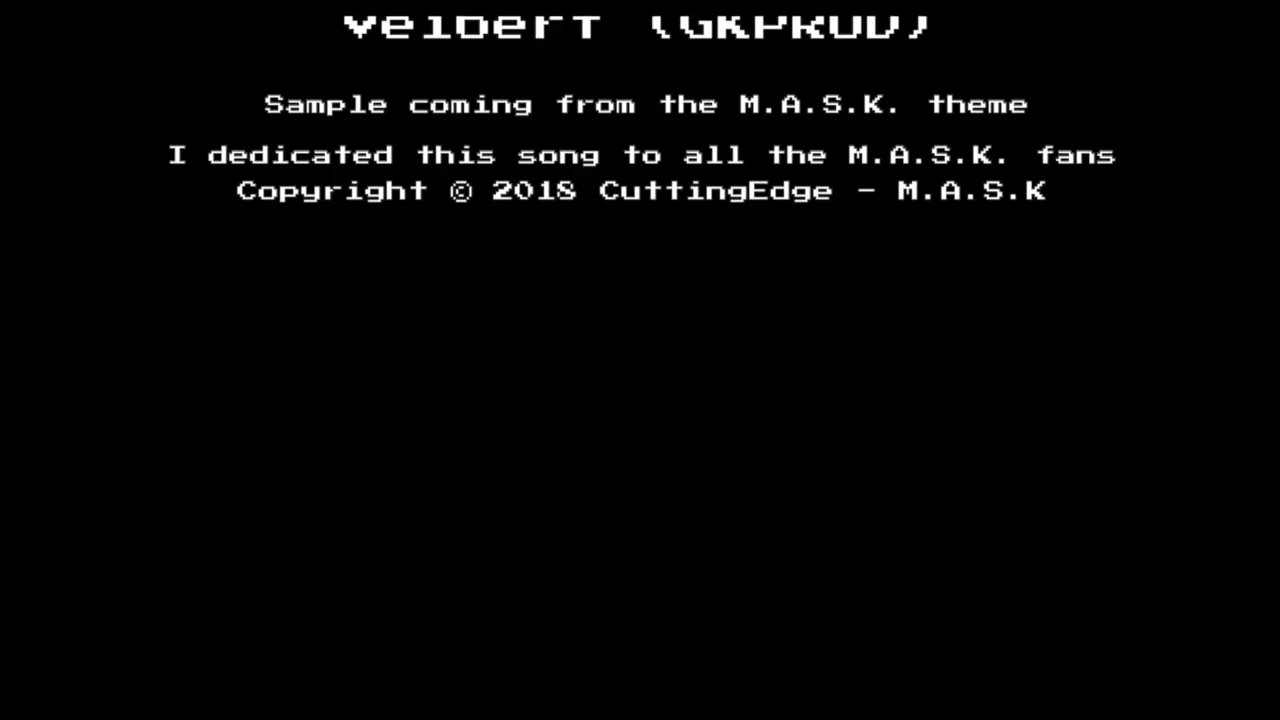 Sample coming from the M.A.S.K. theme
I dedicated this song to all the M.A.S.K. fans
Copyright © 2018 CuttingEdge - M.A.S.K